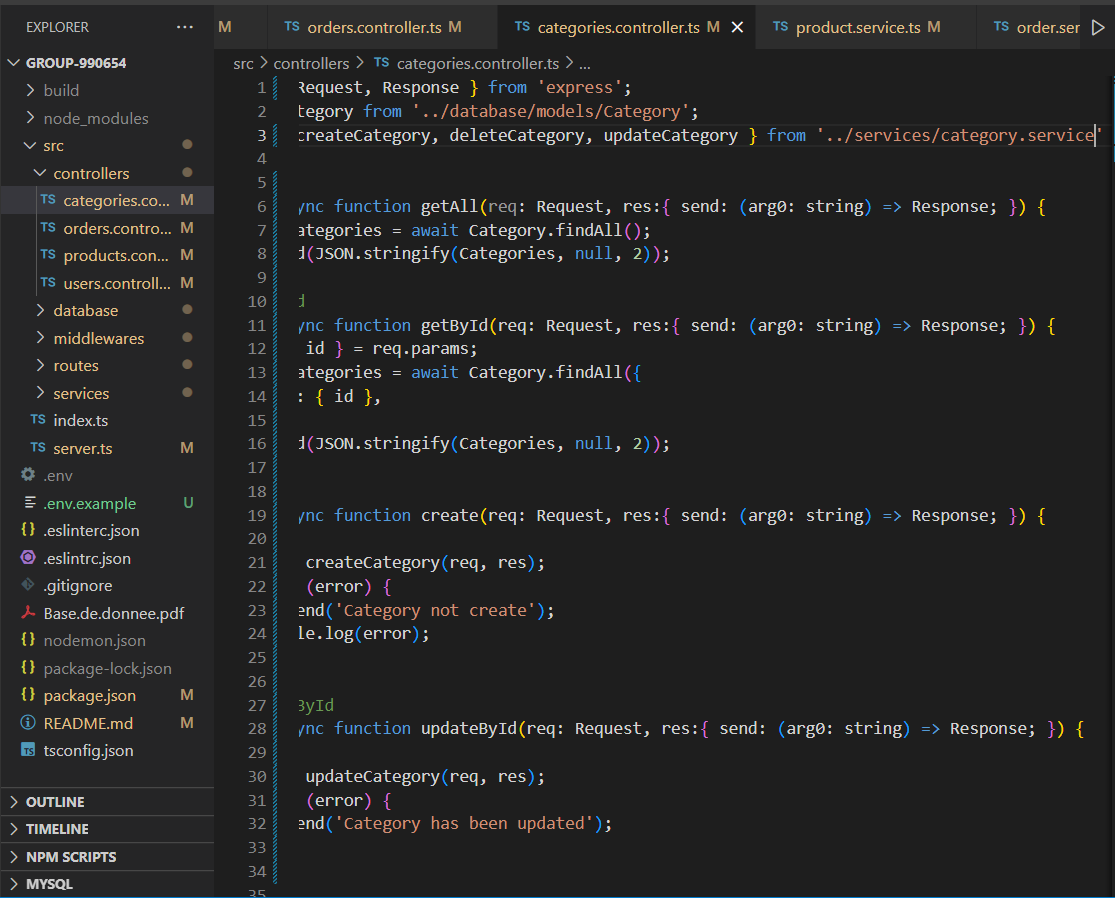 EXPLORER ...
M TS orders.controller.ts M TS categories.controller.ts M × TS product.service.ts M TS order.ser
GROUP-990654
build
node_modules
src
controllers
TS categories.co... M
TS orders.contro... M
TS products.con... M
TS users.controll... M
database
middlewares
routes
services
TS index.ts
TS server.ts M
.env
.env.example U
{} .eslinterc.json
.eslintrc.json
.gitignore
Base.de.donnee.pdf
{} nodemon.json
{} package-lock.json
{} package.json M
README.md M
TS tsconfig.json
OUTLINE
TIMELINE
NPM SCRIPTS
MYSQL
src > controllers > TS categories.controller.ts > ...
1 Request, Response } from 'express';
2 tegory from '../database/models/Category';
3 createCategory, deleteCategory, updateCategory } from '../services/category.service'
4
5
6 ync function getAll(req: Request, res:{ send: (arg0: string) => Response; }) {
7 ategories = await Category.findAll();
8 d(JSON.stringify(Categories, null, 2));
9
10 d
11 ync function getById(req: Request, res:{ send: (arg0: string) => Response; }) {
12 id } = req.params;
13 ategories = await Category.findAll({
14 : { id },
15
16 d(JSON.stringify(Categories, null, 2));
17
18
19 ync function create(req: Request, res:{ send: (arg0: string) => Response; }) {
20
21 createCategory(req, res);
22 (error) {
23 end('Category not create');
24 le.log(error);
25
26
27 ById
28 ync function updateById(req: Request, res:{ send: (arg0: string) => Response; }) {
29
30 updateCategory(req, res);
31 (error) {
32 end('Category has been updated');
33
34
35